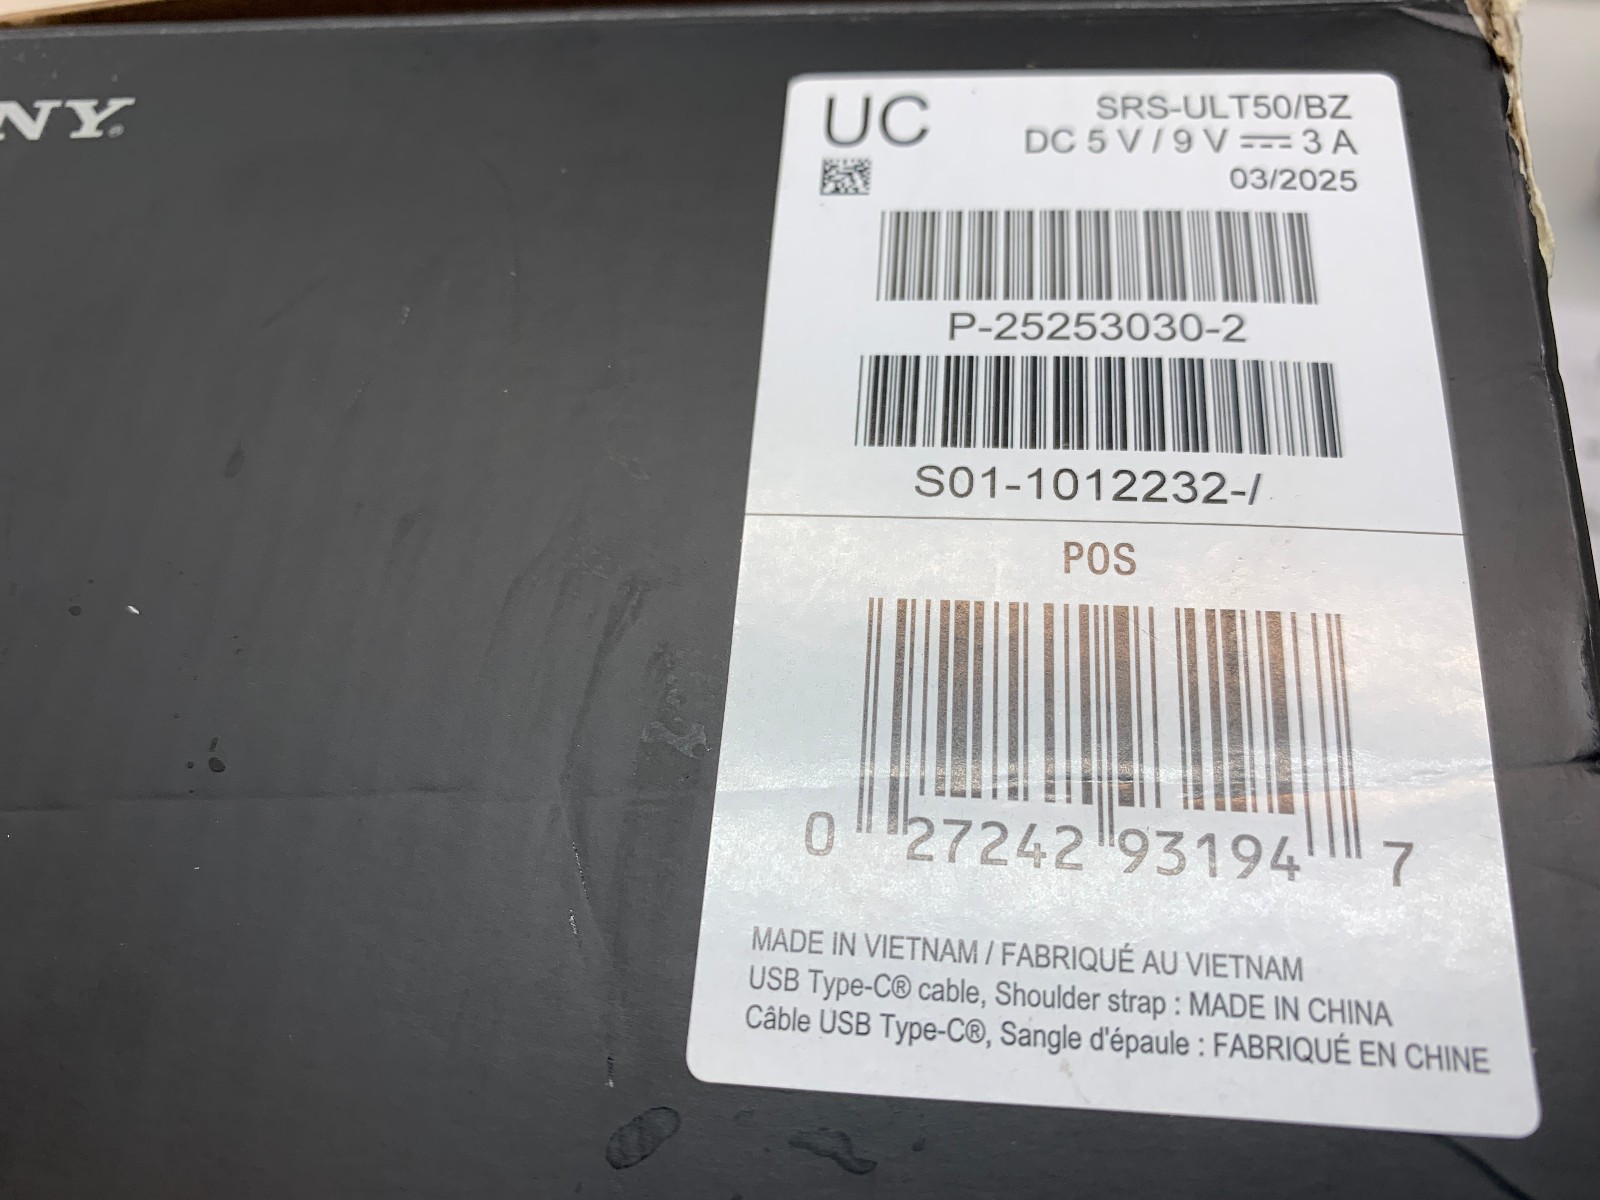 NY
UC
SRS-ULT50/BZ
DC 5 V / 9 V ⎓ 3 A
03/2025
P-25253030-2
S01-1012232-/
POS
0 27242 93194 7
MADE IN VIETNAM / FABRIQUÉ AU VIETNAM
USB Type-C® cable, Shoulder strap : MADE IN CHINA
Câble USB Type-C®, Sangle d'épaule : FABRIQUÉ EN CHINE